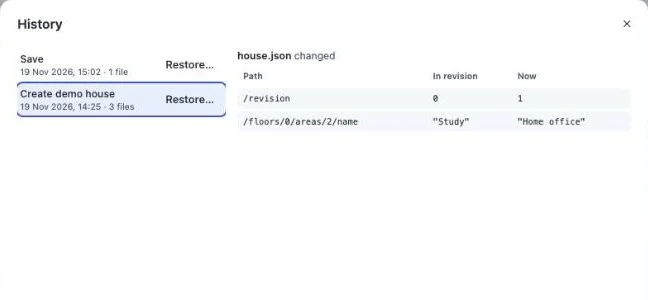 History
Save
19 Nov 2026, 15:02 · 1 file
Restore...
Create demo house
19 Nov 2026, 14:25 · 3 files
Restore...
house.json changed
Path In revision Now
/revision 0 1
/floors/0/areas/2/name "Study" "Home office"